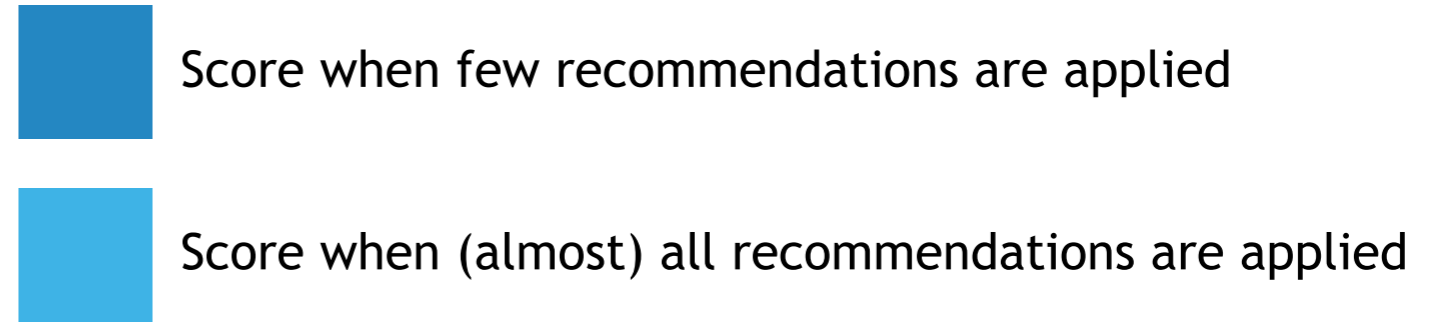 Score when few recommendations are applied
Score when (almost) all recommendations are applied